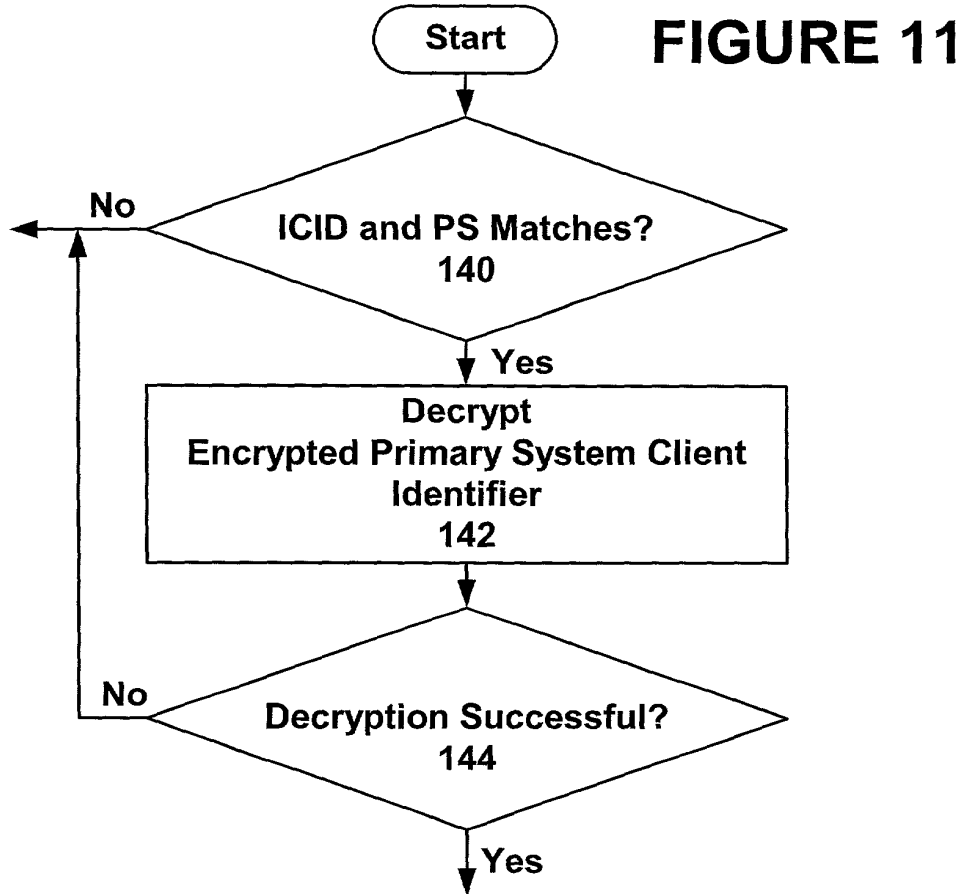 Start
FIGURE 11
No
ICID and PS Matches?
140
Yes
Decrypt
Encrypted Primary System Client
Identifier
142
No
Decryption Successful?
144
Yes